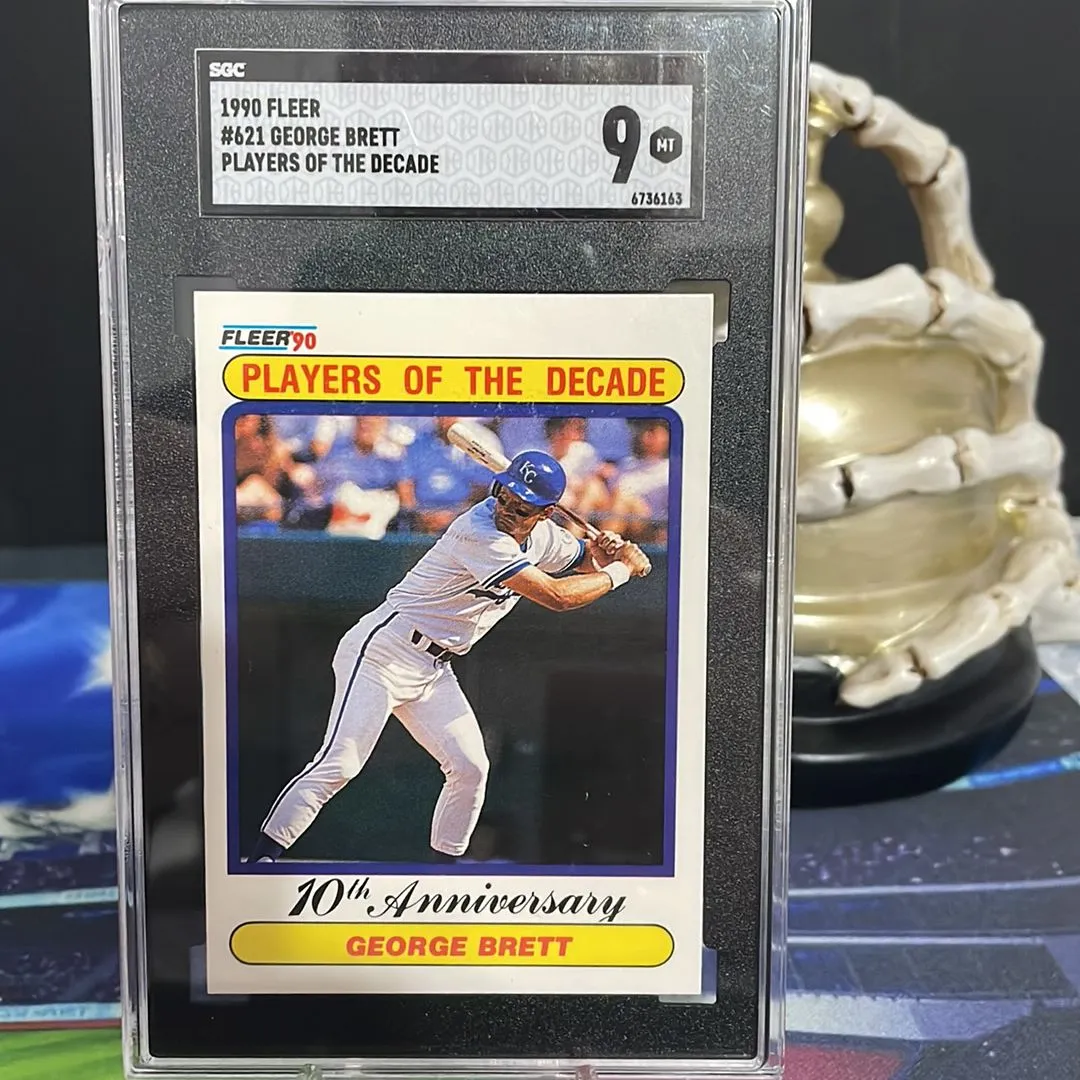 SGC
1990 FLEER
#621 GEORGE BRETT
PLAYERS OF THE DECADE
9 MT
6736163
FLEER'90
PLAYERS OF THE DECADE
KC
10th Anniversary
GEORGE BRETT